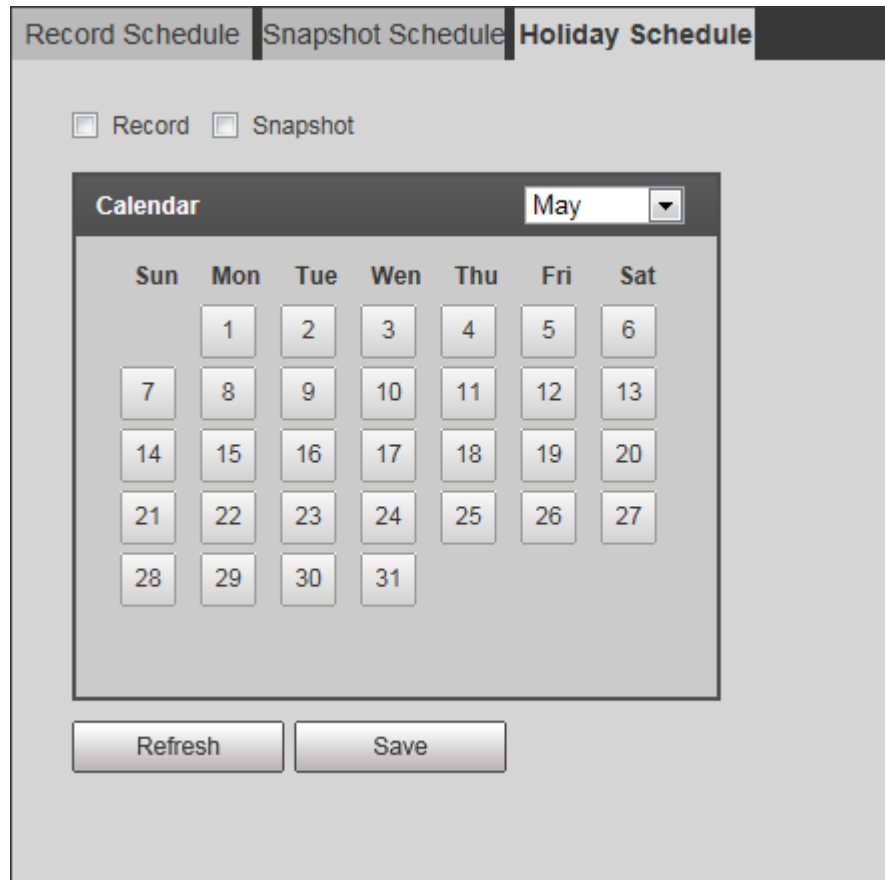 Record Schedule Snapshot Schedule Holiday Schedule
Record Snapshot
Calendar May
Sun Mon Tue Wen Thu Fri Sat
1 2 3 4 5 6
7 8 9 10 11 12 13
14 15 16 17 18 19 20
21 22 23 24 25 26 27
28 29 30 31
Refresh Save